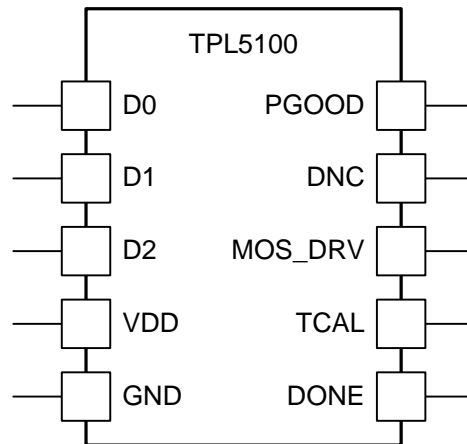 TPL5100
D0 PGOOD
D1 DNC
D2 MOS_DRV
VDD TCAL
GND DONE